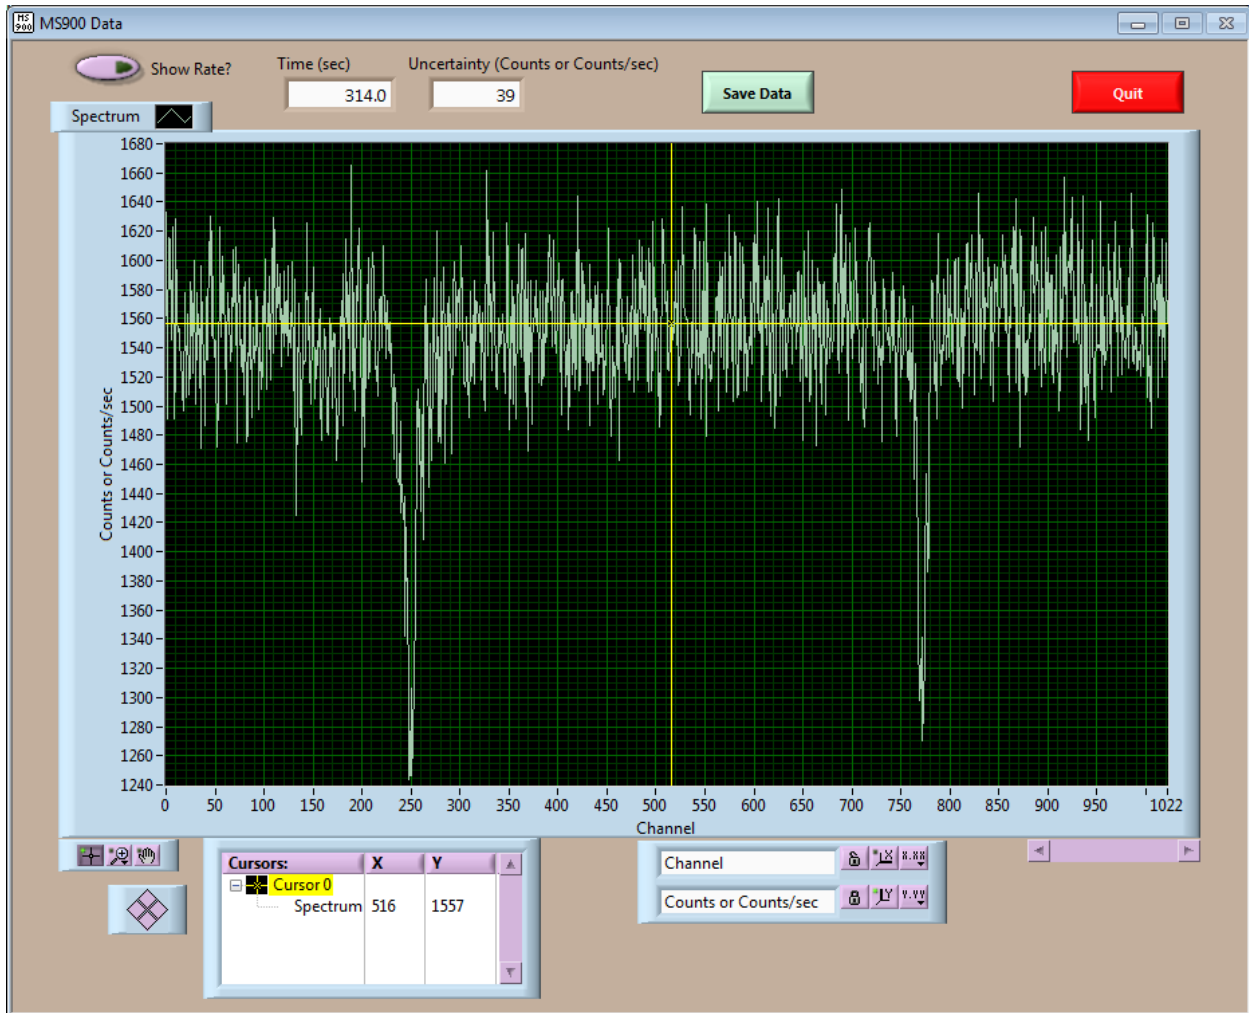 MS 900 MS900 Data
Show Rate? Time (sec) Uncertainty (Counts or Counts/sec)
314.0 39 Save Data Quit
Spectrum
1680
1660
1640
1620
1600
1580
1560
1540
1520
1500
1480
1460
1440
1420
1400
1380
1360
1340
1320
1300
1280
1260
1240
Counts or Counts/sec
0 50 100 150 200 250 300 350 400 450 500 550 600 650 700 750 800 850 900 950 1022
Channel
Cursors: X Y
Cursor 0
Spectrum 516 1557
Channel X X.XX
Counts or Counts/sec Y Y.YY